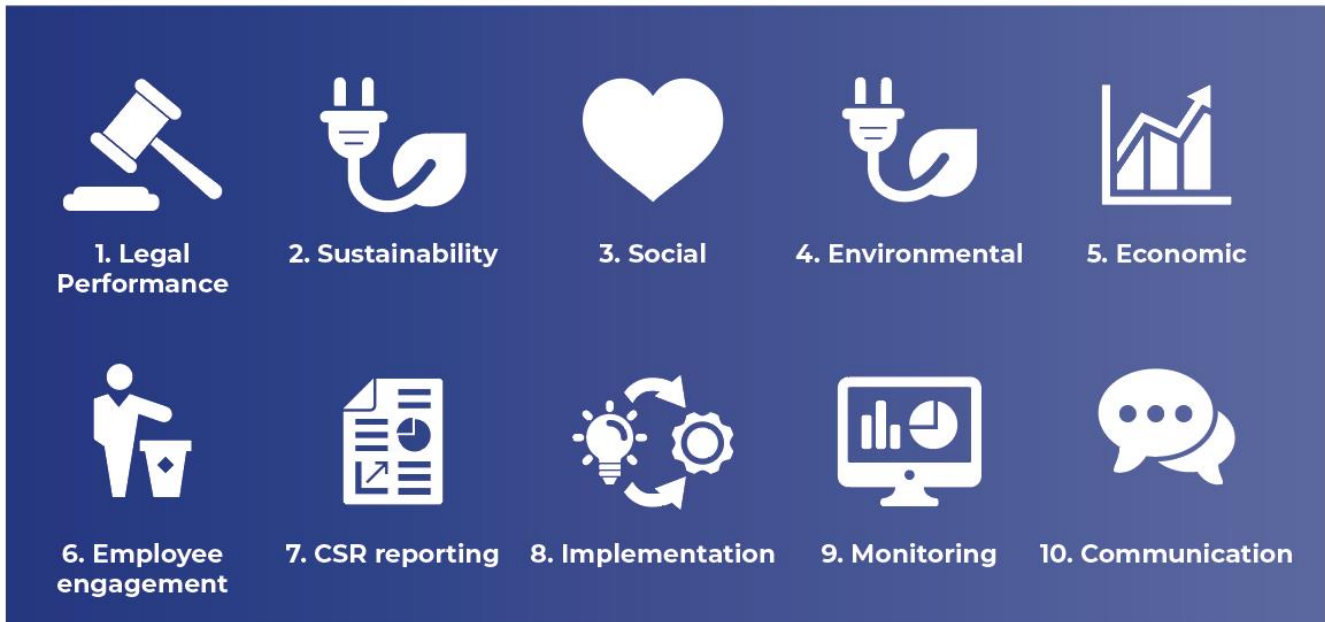 1. Legal
Performance
2. Sustainability
3. Social
4. Environmental
5. Economic
6. Employee
engagement
7. CSR reporting
8. Implementation
9. Monitoring
10. Communication